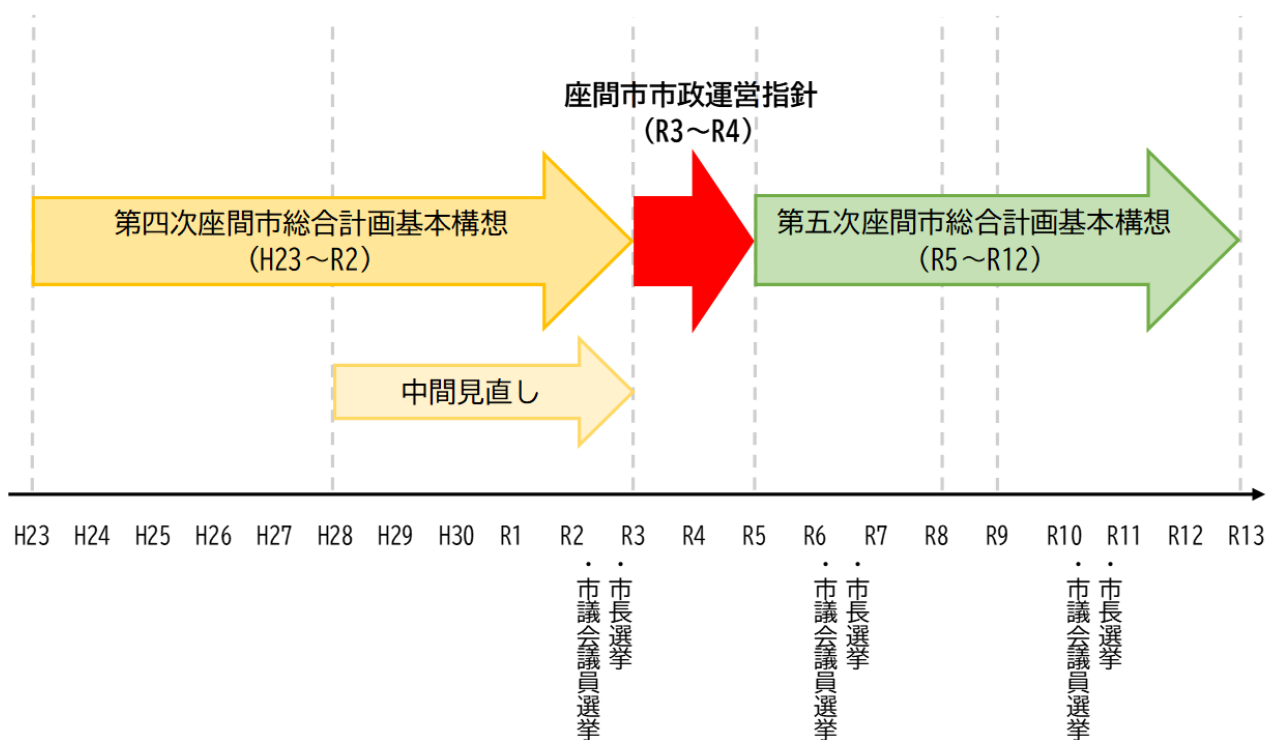 座間市市政運営指針
（R3～R4）
第四次座間市総合計画基本構想
（H23～R2）
第五次座間市総合計画基本構想
（R5～R12）
中間見直し
H23 H24 H25 H26 H27 H28 H29 H30 R1 R2 R3 R4 R5 R6 R7 R8 R9 R10 R11 R12 R13
・市議会議員選挙
・市長選挙
・市議会議員選挙
・市長選挙
・市議会議員選挙
・市長選挙